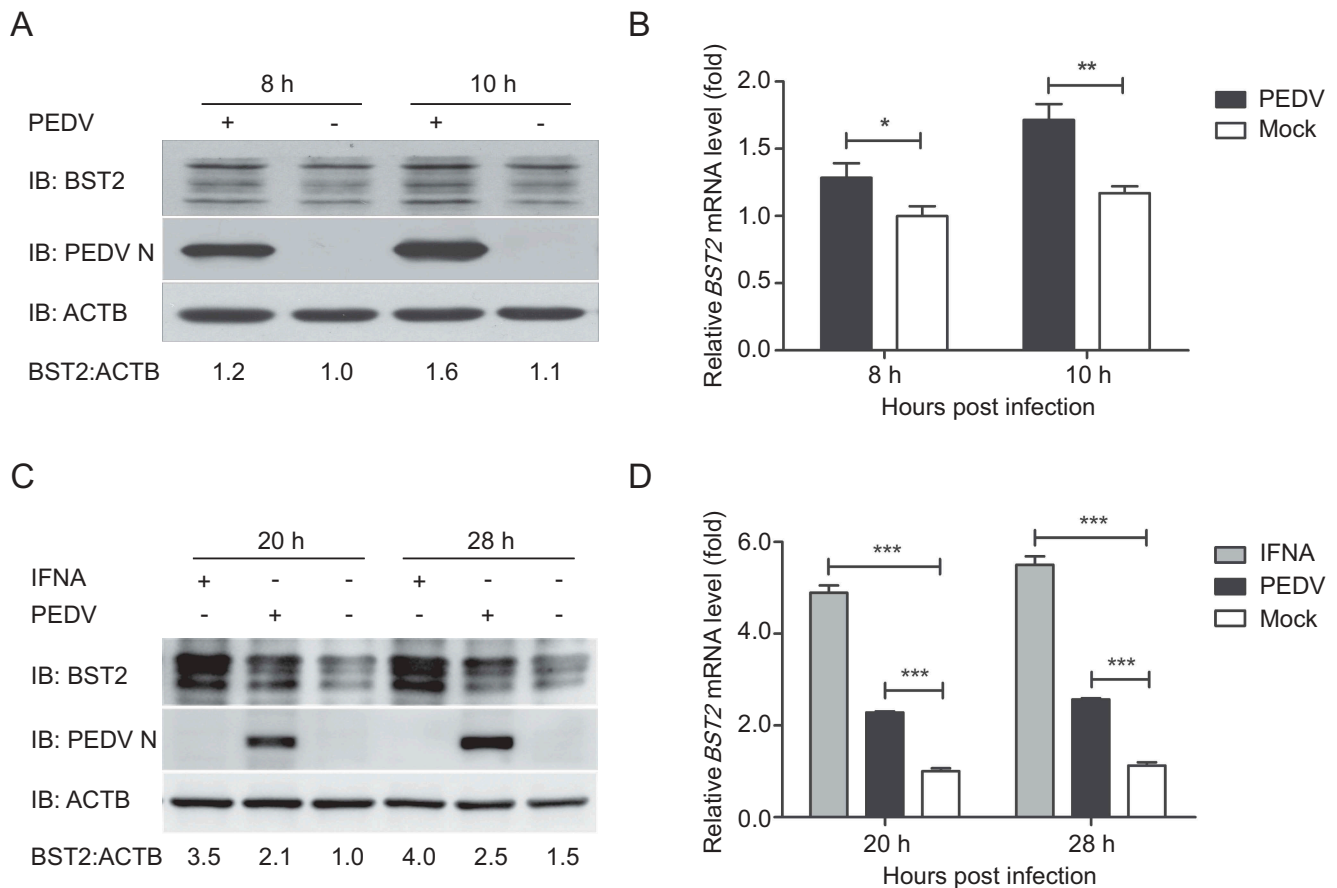 A
8 h 10 h
PEDV + - + -
IB: BST2
IB: PEDV N
IB: ACTB
BST2:ACTB 1.2 1.0 1.6 1.1
B
Relative BST2 mRNA level (fold)
2.0
1.5
1.0
0.5
0.0
* **
PEDV
Mock
8 h 10 h
Hours post infection
C
20 h 28 h
IFNA + - - + - -
PEDV - + - - + -
IB: BST2
IB: PEDV N
IB: ACTB
BST2:ACTB 3.5 2.1 1.0 4.0 2.5 1.5
D
Relative BST2 mRNA level (fold)
6.0
4.0
2.0
0.0
*** ***
*** ***
IFNA
PEDV
Mock
20 h 28 h
Hours post infection